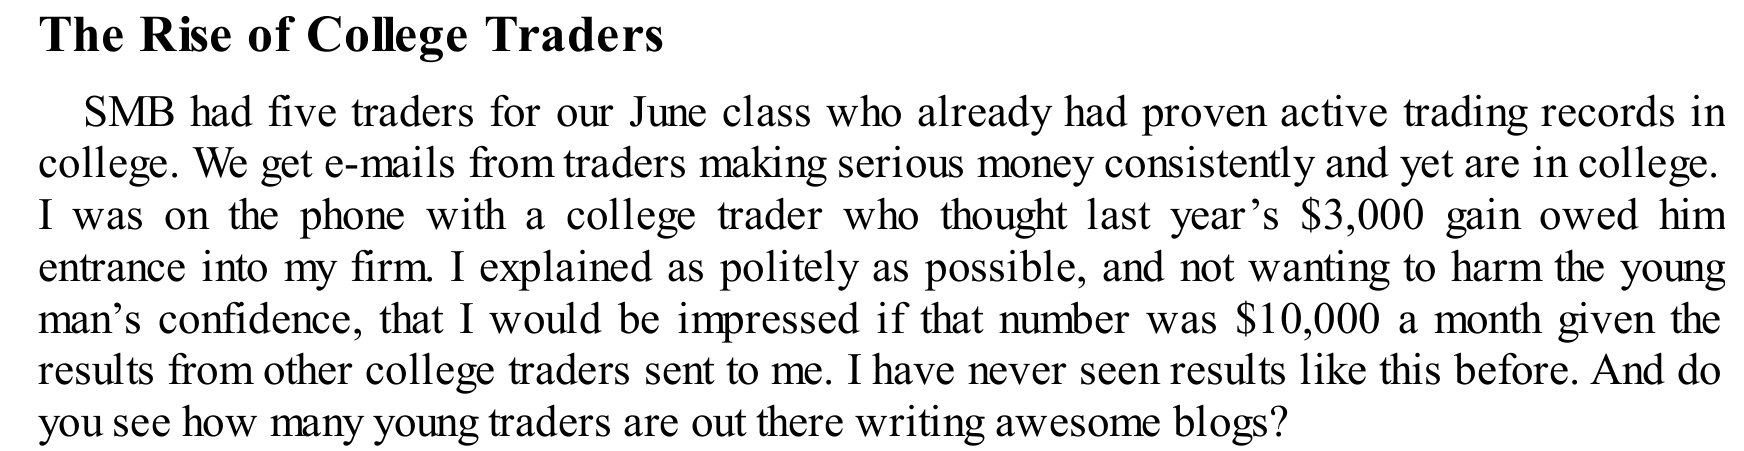 The Rise of College Traders
SMB had five traders for our June class who already had proven active trading records in
college. We get e-mails from traders making serious money consistently and yet are in college.
I was on the phone with a college trader who thought last year’s $3,000 gain owed him
entrance into my firm. I explained as politely as possible, and not wanting to harm the young
man’s confidence, that I would be impressed if that number was $10,000 a month given the
results from other college traders sent to me. I have never seen results like this before. And do
you see how many young traders are out there writing awesome blogs?